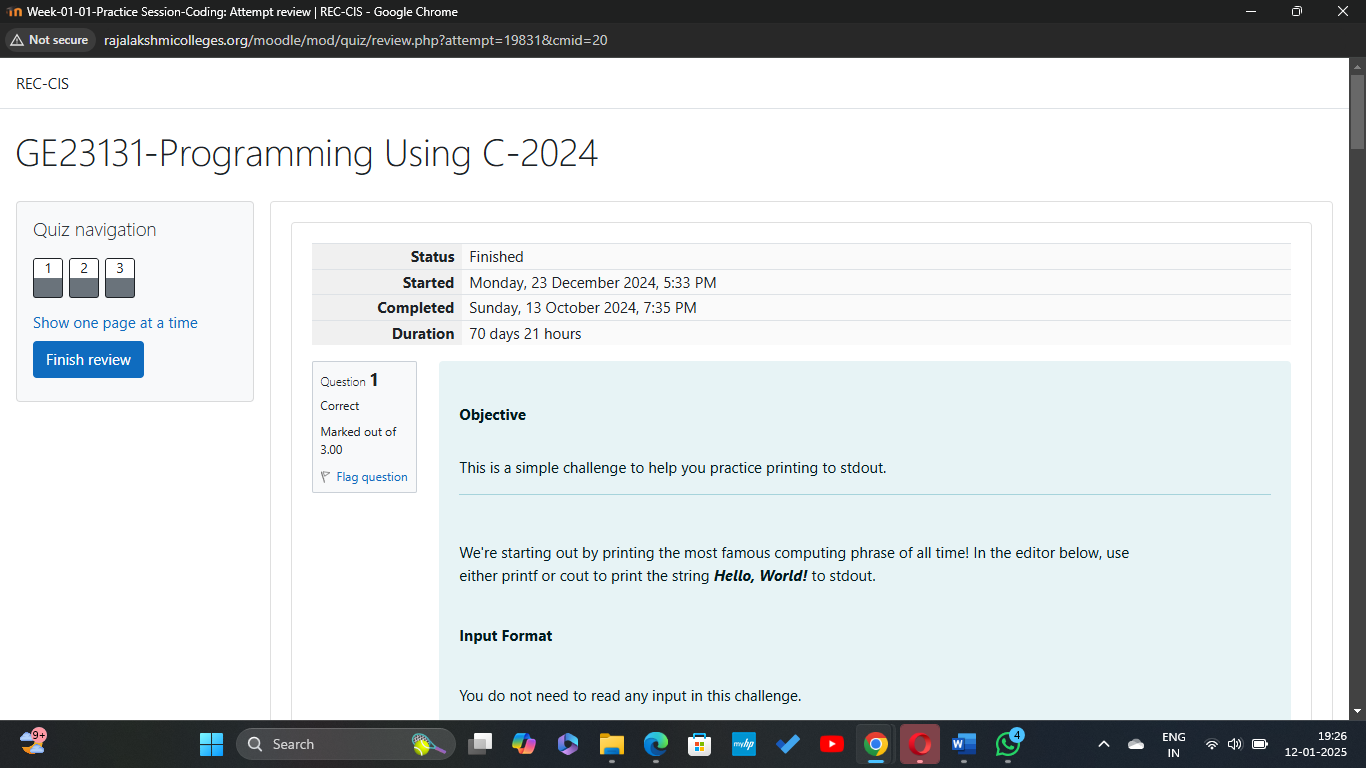 Week-01-01-Practice Session-Coding: Attempt review | REC-CIS - Google Chrome
Not secure rajalakshmicolleges.org/moodle/mod/quiz/review.php?attempt=19831&cmid=20
REC-CIS
GE23131-Programming Using C-2024
Quiz navigation
1 2 3
Show one page at a time
Finish review
Status Finished
Started Monday, 23 December 2024, 5:33 PM
Completed Sunday, 13 October 2024, 7:35 PM
Duration 70 days 21 hours
Question 1
Correct
Marked out of
3.00
Flag question
Objective
This is a simple challenge to help you practice printing to stdout.
We're starting out by printing the most famous computing phrase of all time! In the editor below, use
either printf or cout to print the string Hello, World! to stdout.
Input Format
You do not need to read any input in this challenge.
9+
Search
myhp
W
4
ENG
IN
19:26
12-01-2025